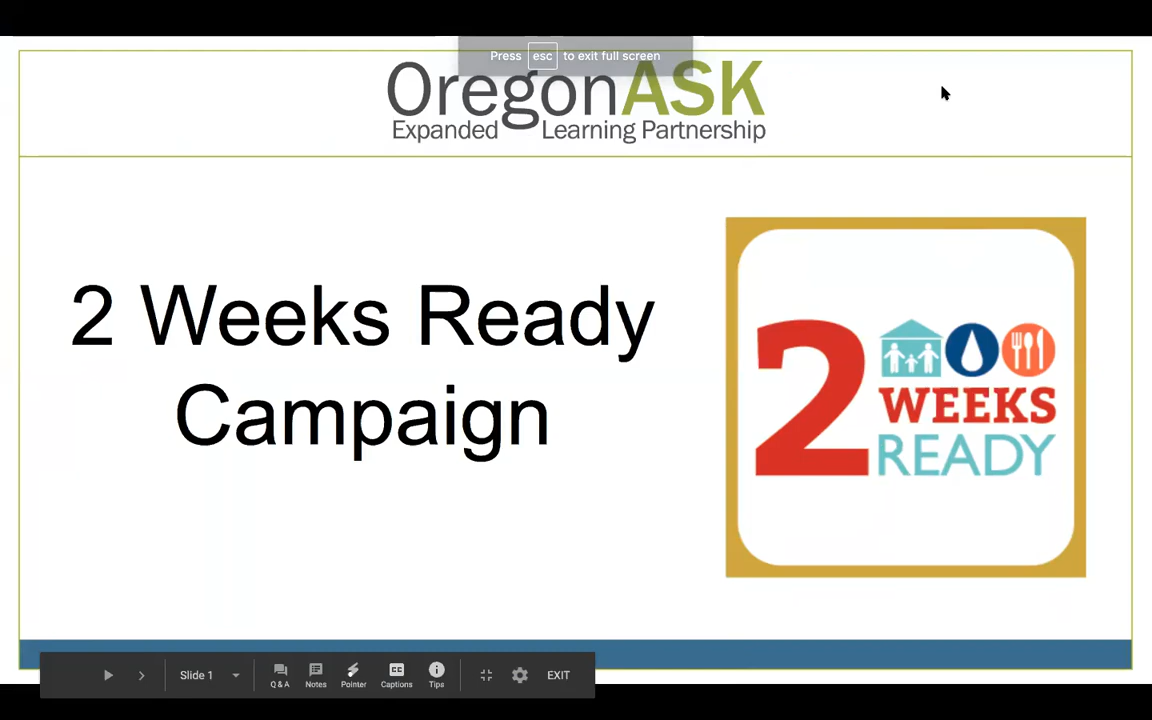 Press esc to exit full screen
OregonASK
Expanded Learning Partnership
2 Weeks Ready
Campaign
2 WEEKS
READY
Slide 1
Q & A
Notes
Pointer
CC
Captions
Tips
EXIT